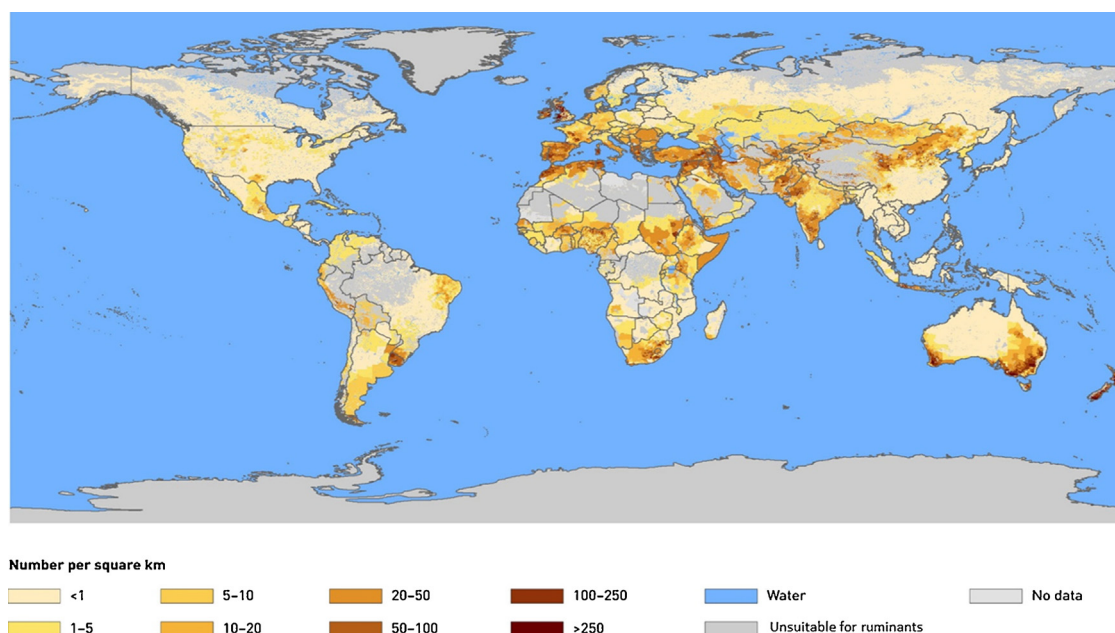 Number per square km
<1 5–10 20–50 100–250 Water No data
1–5 10–20 50–100 >250 Unsuitable for ruminants